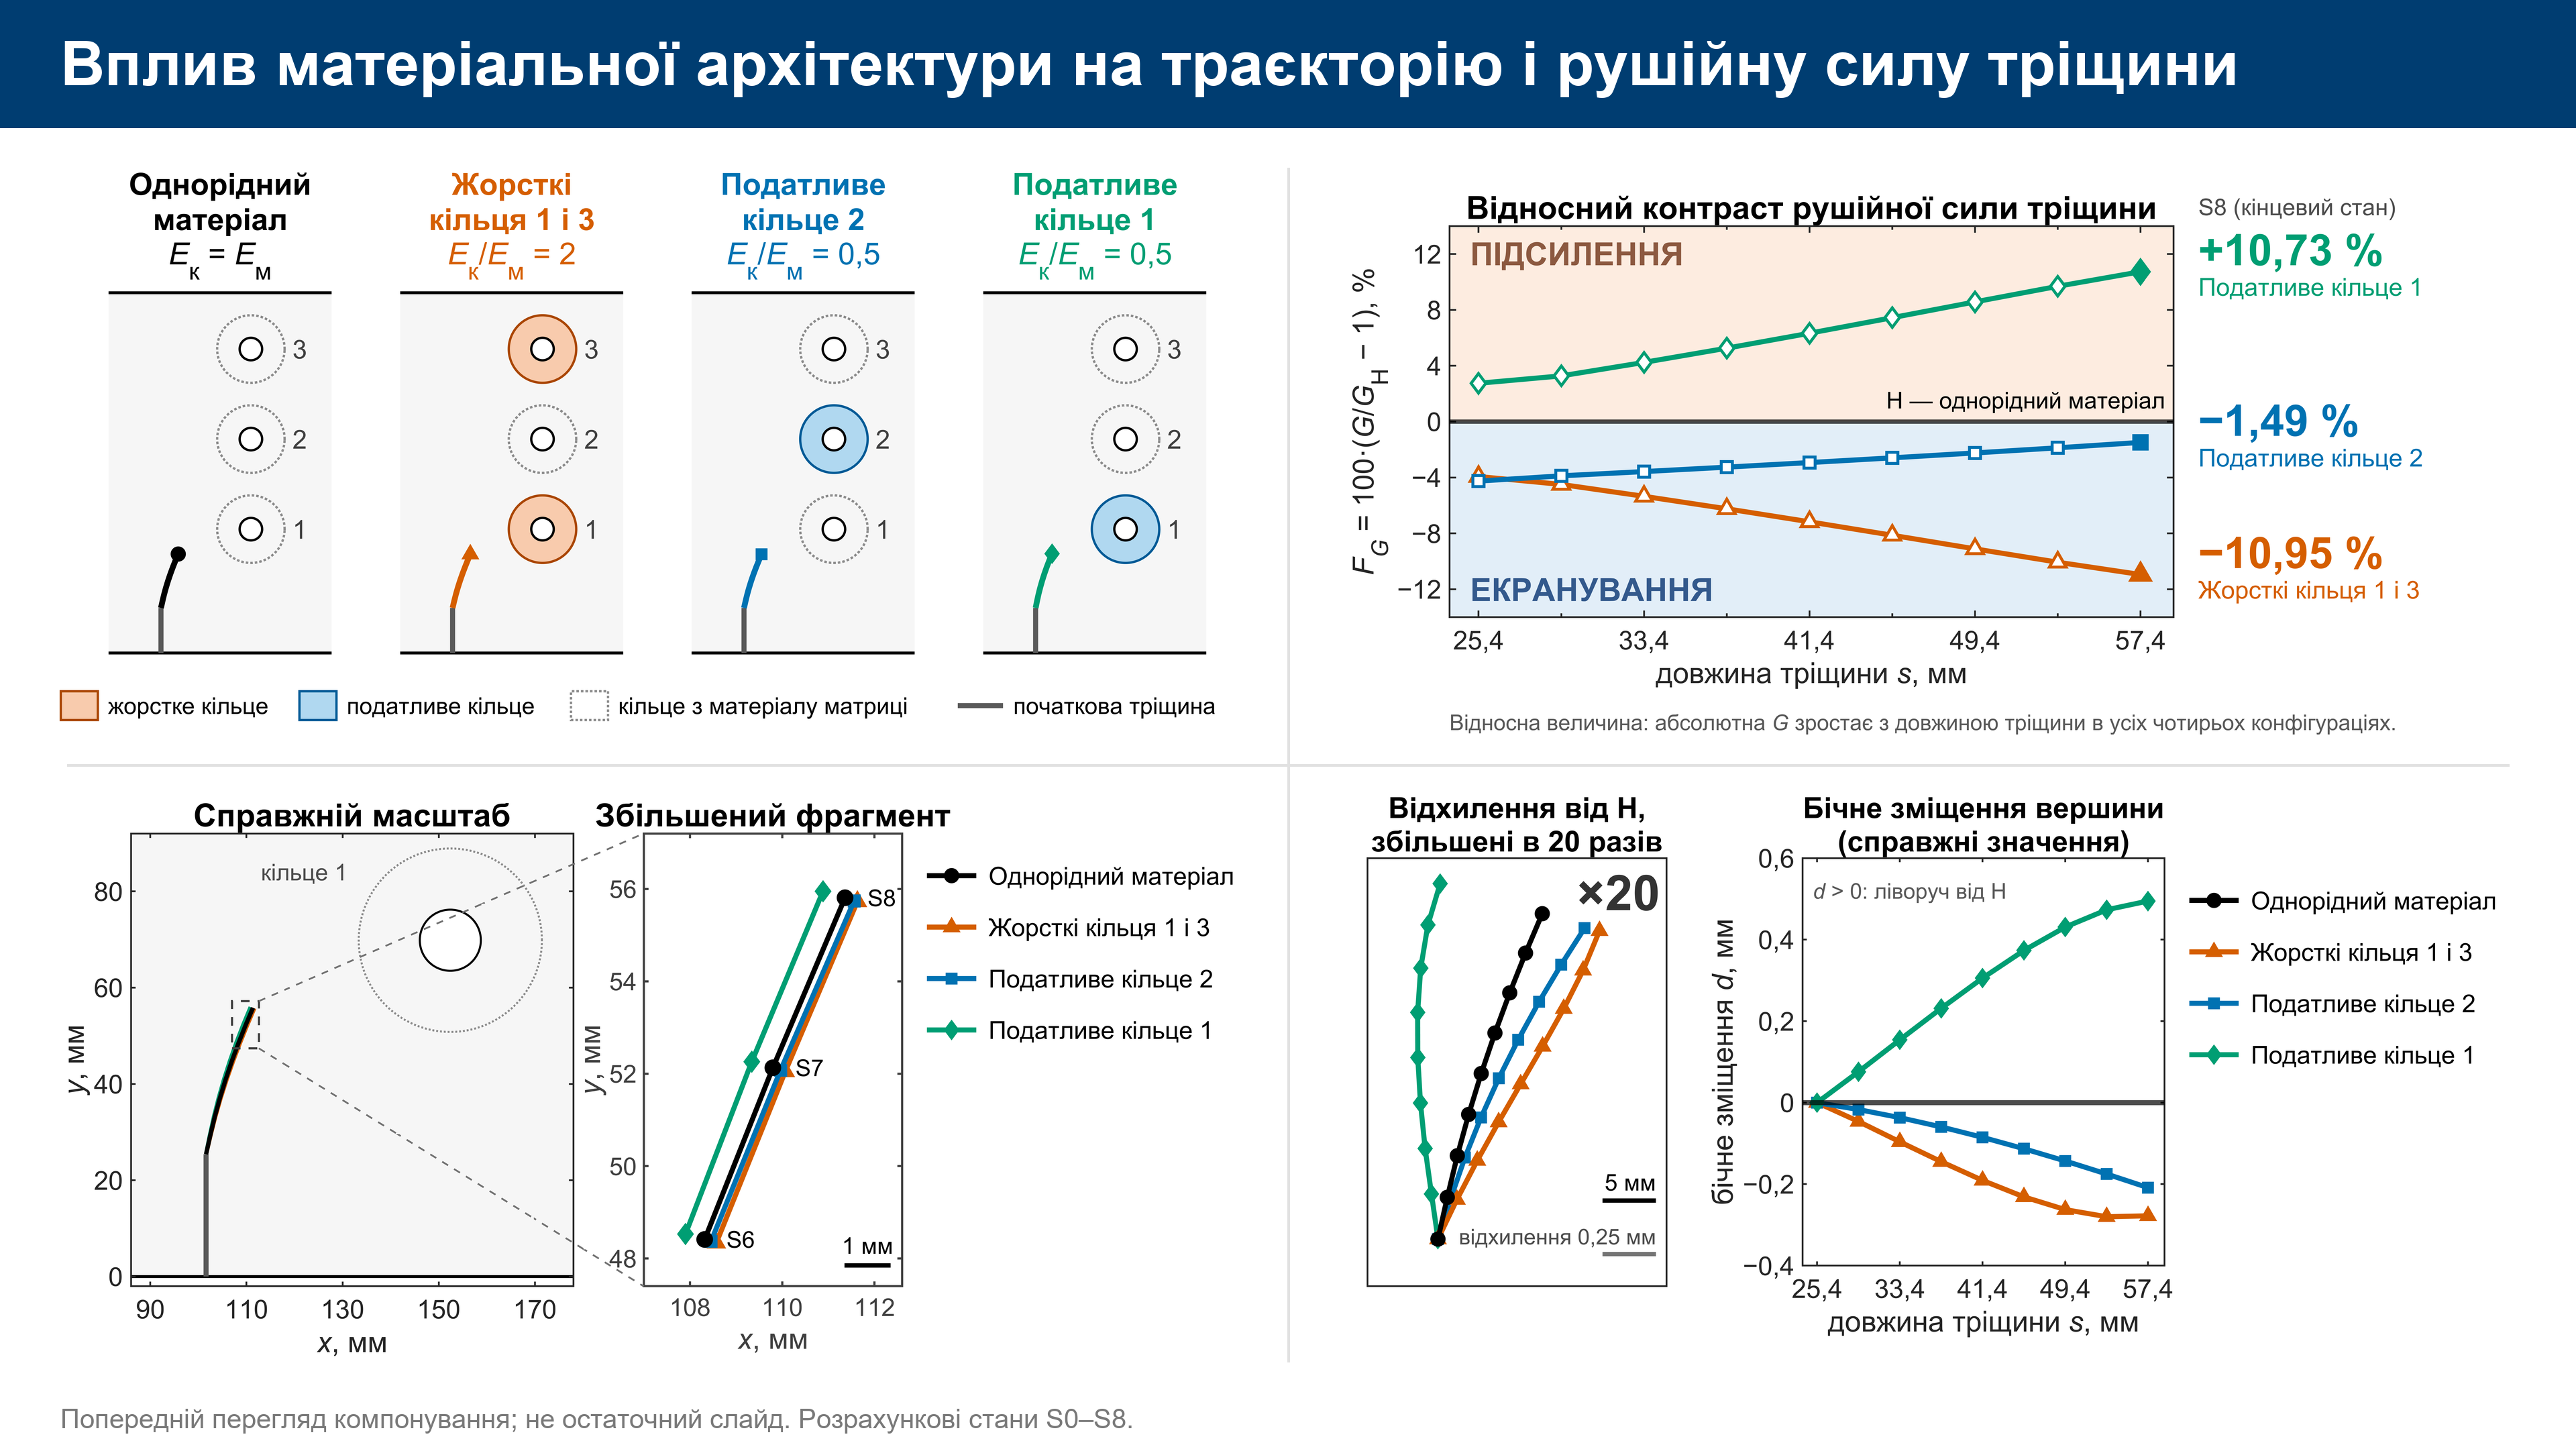 Вплив матеріальної архітектури на траєкторію і рушійну силу тріщини
Однорідний
матеріал
Eк = Eм
Жорсткі
кільця 1 і 3
Eк/Eм = 2
Податливе
кільце 2
Eк/Eм = 0,5
Податливе
кільце 1
Eк/Eм = 0,5
3
2
1
3
2
1
3
2
1
3
2
1
жорстке кільце
податливе кільце
кільце з матеріалу матриці
початкова тріщина
Відносний контраст рушійної сили тріщини
ПІДСИЛЕННЯ
H — однорідний матеріал
ЕКРАНУВАННЯ
FG = 100·(G/GH − 1), %
12
8
4
0
−4
−8
−12
25,4
33,4
41,4
49,4
57,4
довжина тріщини s, мм
S8 (кінцевий стан)
+10,73 %
Податливе кільце 1
−1,49 %
Податливе кільце 2
−10,95 %
Жорсткі кільця 1 і 3
Відносна величина: абсолютна G зростає з довжиною тріщини в усіх чотирьох конфігураціях.
Справжній масштаб
кільце 1
y, мм
80
60
40
20
0
90
110
130
150
170
x, мм
Збільшений фрагмент
y, мм
56
54
52
50
48
S8
S7
S6
1 мм
108
110
112
x, мм
Однорідний матеріал
Жорсткі кільця 1 і 3
Податливе кільце 2
Податливе кільце 1
Відхилення від H,
збільшені в 20 разів
×20
5 мм
відхилення 0,25 мм
Бічне зміщення вершини
(справжні значення)
d > 0: ліворуч від H
бічне зміщення d, мм
0,6
0,4
0,2
0
−0,2
−0,4
25,4
33,4
41,4
49,4
57,4
довжина тріщини s, мм
Однорідний матеріал
Жорсткі кільця 1 і 3
Податливе кільце 2
Податливе кільце 1
Попередній перегляд компонування; не остаточний слайд. Розрахункові стани S0–S8.